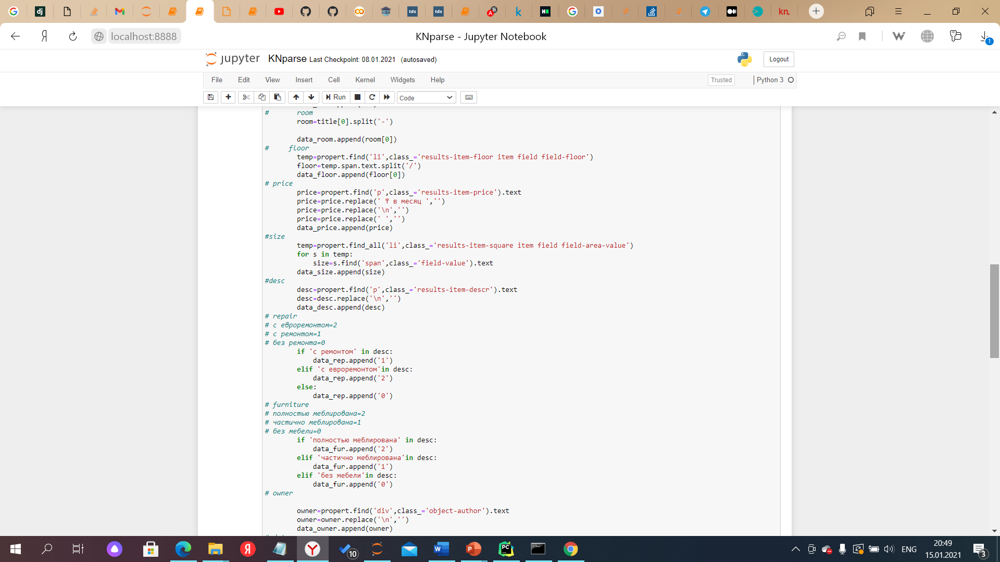 localhost:8888
KNparse - Jupyter Notebook
jupyter KNparse Last Checkpoint: 08.01.2021 (autosaved)
Logout
File Edit View Insert Cell Kernel Widgets Help
Trusted
Python 3
Run
Code
# room
room=title[0].split('-')
data_room.append(room[0])
# floor
temp=propert.find('li',class_='results-item-floor item field field-floor')
floor=temp.span.text.split('/')
data_floor.append(floor[0])
# price
price=propert.find('p',class_='results-item-price').text
price=price.replace(' ₸ в месяц ','')
price=price.replace('\n','')
price=price.replace(' ','')
data_price.append(price)
#size
temp=propert.find_all('li',class_='results-item-square item field field-area-value')
for s in temp:
size=s.find('span',class_='field-value').text
data_size.append(size)
#desc
desc=propert.find('p',class_='results-item-descr').text
desc=desc.replace('\n','')
data_desc.append(desc)
# repair
# с евроремонтом=2
# с ремонтом=1
# без ремонта=0
if 'с ремонтом' in desc:
data_rep.append('1')
elif 'с евроремонтом'in desc:
data_rep.append('2')
else:
data_rep.append('0')
# furniture
# полностью меблирована=2
# частично меблирована=1
# без мебели=0
if 'полностью меблирована' in desc:
data_fur.append('2')
elif 'частично меблирована'in desc:
data_fur.append('1')
elif 'без мебели'in desc:
data_fur.append('0')
# owner
owner=propert.find('div',class_='object-author').text
owner=owner.replace('\n','')
data_owner.append(owner)
10
ENG
20:49
15.01.2021
3